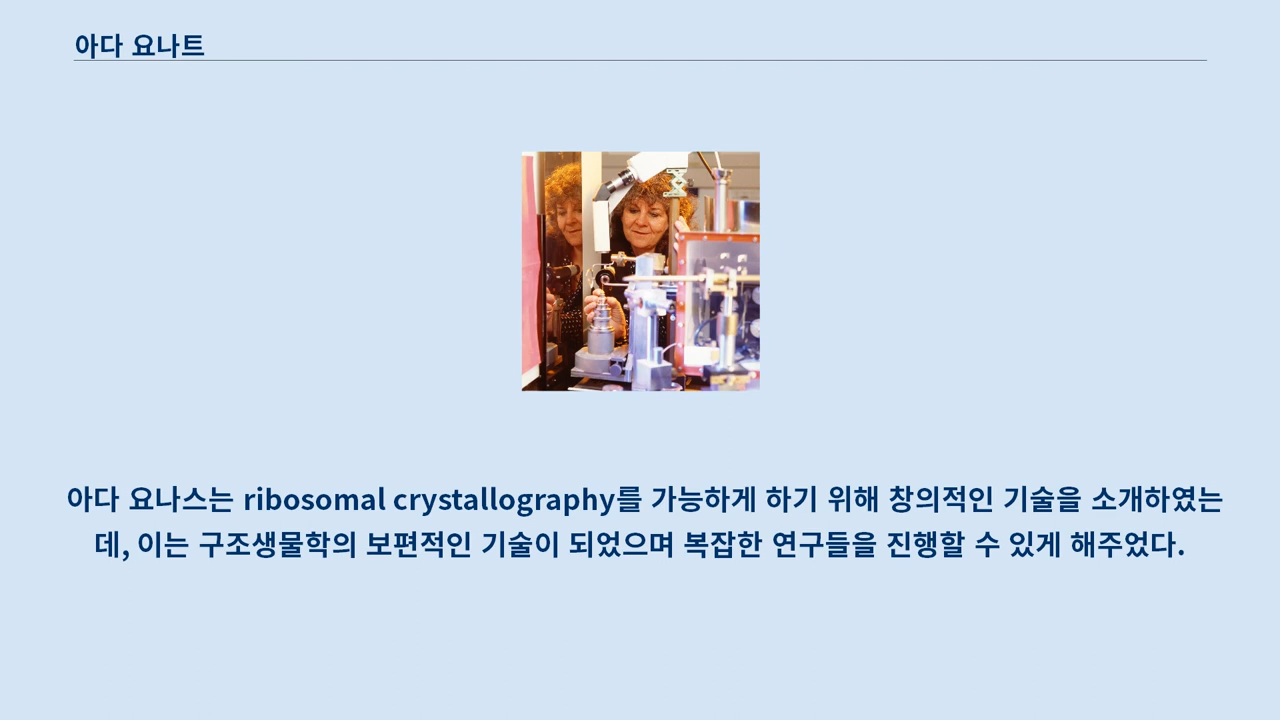 아다 요나트
아다 요나스는 ribosomal crystallography를 가능하게 하기 위해 창의적인 기술을 소개하였는
데, 이는 구조생물학의 보편적인 기술이 되었으며 복잡한 연구들을 진행할 수 있게 해주었다.